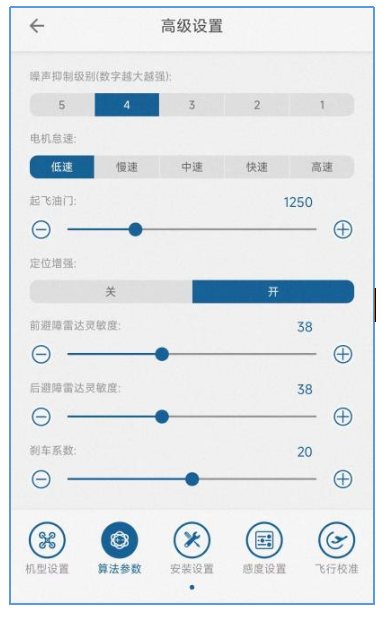 高级设置
噪声抑制级别(数字越大越强):
5 4 3 2 1
电机怠速:
低速 慢速 中速 快速 高速
起飞油门: 1250
定位增强:
关 开
前避障雷达灵敏度: 38
后避障雷达灵敏度: 38
刹车系数: 20
机型设置 算法参数 安装设置 感度设置 飞行校准